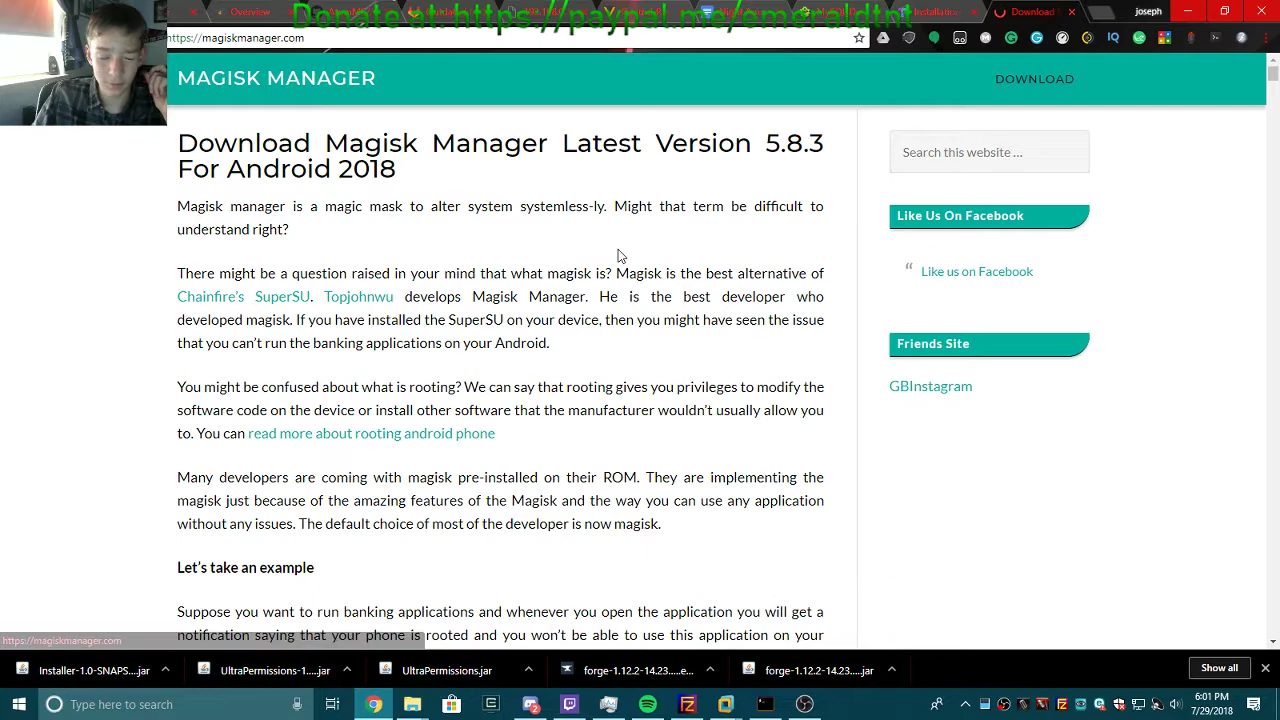 Overview
Donate at:https://paypal.me/emeraldtnt
Installation
Download
joseph
https://magiskmanager.com
MAGISK MANAGER
DOWNLOAD
Download Magisk Manager Latest Version 5.8.3
For Android 2018
Magisk manager is a magic mask to alter system systemless-ly. Might that term be difficult to
understand right?
There might be a question raised in your mind that what magisk is? Magisk is the best alternative of
Chainfire's SuperSU. Topjohnwu develops Magisk Manager. He is the best developer who
developed magisk. If you have installed the SuperSU on your device, then you might have seen the issue
that you can't run the banking applications on your Android.
You might be confused about what is rooting? We can say that rooting gives you privileges to modify the
software code on the device or install other software that the manufacturer wouldn't usually allow you
to. You can read more about rooting android phone
Many developers are coming with magisk pre-installed on their ROM. They are implementing the
magisk just because of the amazing features of the Magisk and the way you can use any application
without any issues. The default choice of most of the developer is now magisk.
Let's take an example
Suppose you want to run banking applications and whenever you open the application you will get a
notification saying that your phone is rooted and you won't be able to use this application on your
Search this website …
Like Us On Facebook
Like us on Facebook
Friends Site
GBInstagram
https://magiskmanager.com
Installer-1.0-SNAPS....jar
UltraPermissions-1....jar
UltraPermissions.jar
forge-1.12.2-14.23....e...
forge-1.12.2-14.23....jar
Show all
Type here to search
6:01 PM
7/29/2018